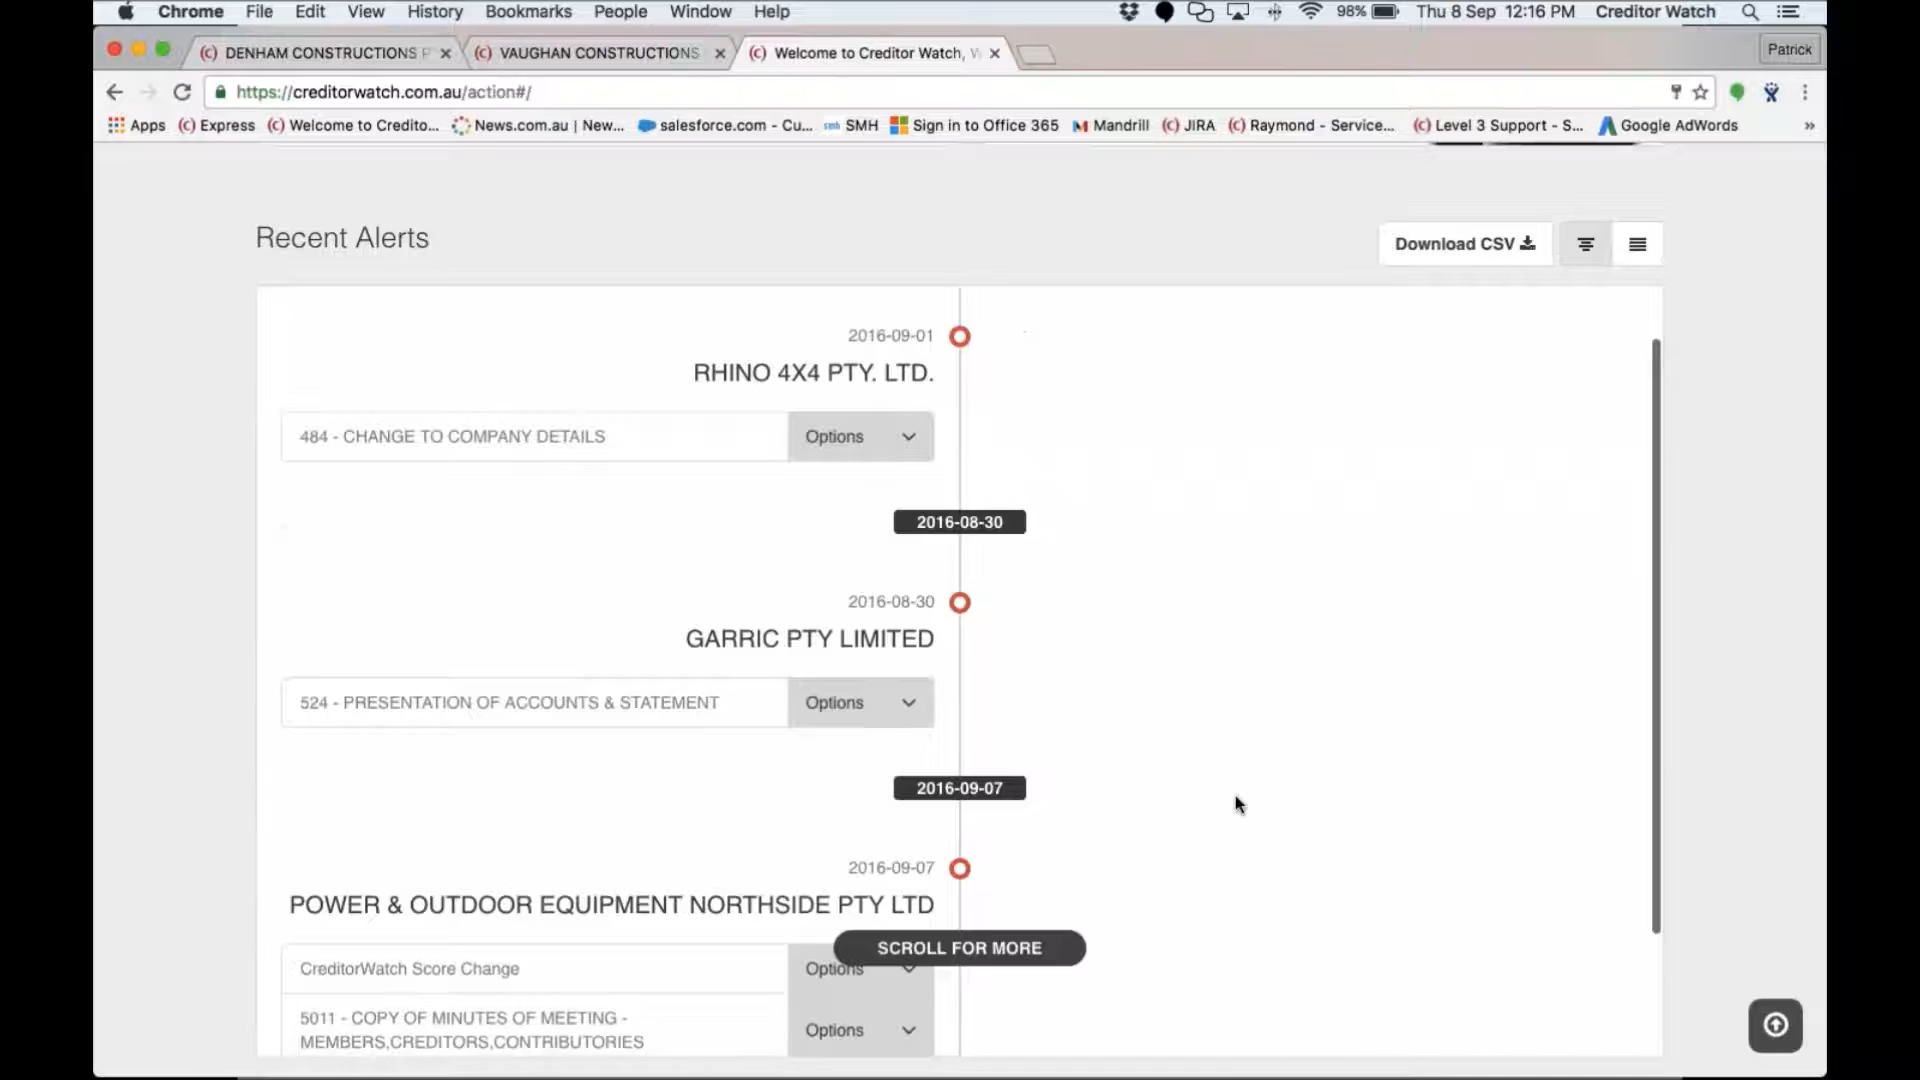 Chrome File Edit View History Bookmarks People Window Help 98% Thu 8 Sep 12:16 PM Creditor Watch
DENHAM CONSTRUCTIONS P VAUGHAN CONSTRUCTIONS Welcome to Creditor Watch, Patrick
https://creditorwatch.com.au/action#/
Apps (c) Express (c) Welcome to Credito... News.com.au | New... salesforce.com - Cu... smh SMH Sign in to Office 365 Mandrill (c) JIRA (c) Raymond - Service... (c) Level 3 Support - S... Google AdWords »
Recent Alerts
Download CSV
2016-09-01
RHINO 4X4 PTY. LTD.
484 - CHANGE TO COMPANY DETAILS Options
2016-08-30
2016-08-30
GARRIC PTY LIMITED
524 - PRESENTATION OF ACCOUNTS & STATEMENT Options
2016-09-07
2016-09-07
POWER & OUTDOOR EQUIPMENT NORTHSIDE PTY LTD
SCROLL FOR MORE
CreditorWatch Score Change Options
5011 - COPY OF MINUTES OF MEETING - Options
MEMBERS,CREDITORS,CONTRIBUTORIES